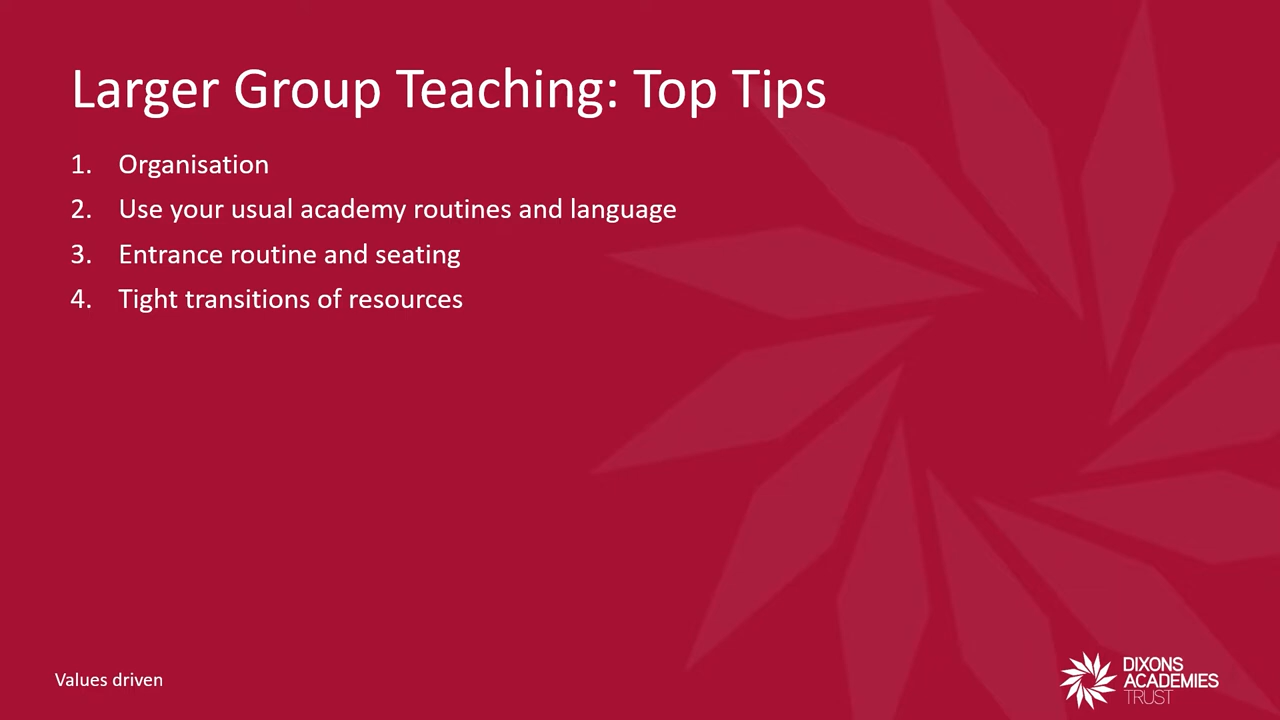 Larger Group Teaching: Top Tips
1. Organisation
2. Use your usual academy routines and language
3. Entrance routine and seating
4. Tight transitions of resources
Values driven
DIXONS
ACADEMIES
TRUST